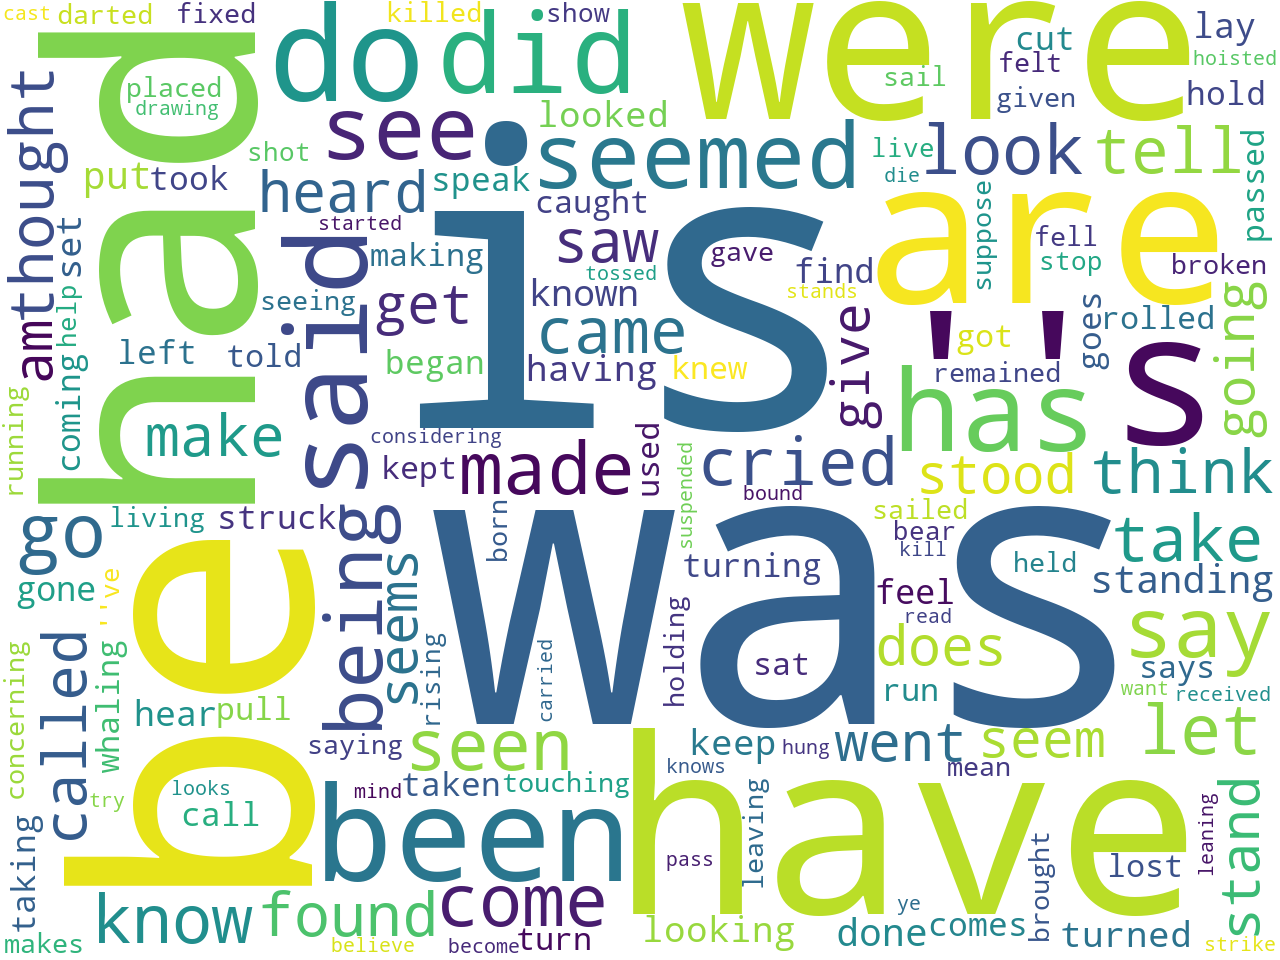 cast darted fixed killed show
had do did were
cut lay
felt hoisted
placed sail given hold
drawing looked
thought see seemed look tell
shot live
put took heard speak die passed
caught suppose
set started is are
making saw gave find fell
tossed stop broken
seeing get known stands
help am left told said came has 's goes rolled
began having knew give got going
remained
running coming make considering
kept made used cried stood think
suspended bound
go living struck born was sailed take
bear kill
gone 've being seems turning held standing
feel
read
called be rising holding sat does say
concerning whaling hear pull carried run says
want received
saying seen keep hung went seem let
knows mean
try looks mind taken touching
call
taking been leaving have stand
pass lost leaning
know found come ye brought
looking done comes turned
makes believe become turn strike